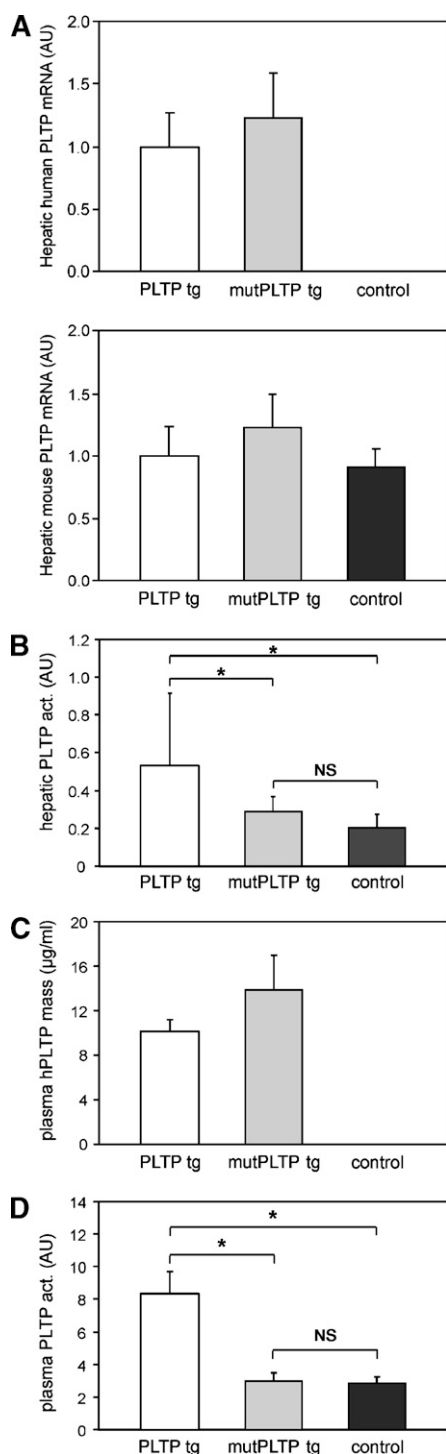 A
Hepatic human PLTP mRNA (AU)
2.0
1.5
1.0
0.5
0.0
PLTP tg mutPLTP tg control
Hepatic mouse PLTP mRNA (AU)
2.0
1.5
1.0
0.5
0.0
PLTP tg mutPLTP tg control
B
hepatic PLTP act. (AU)
1.2
1.0
0.8
0.6
0.4
0.2
0
*
*
NS
PLTP tg mutPLTP tg control
C
plasma hPLTP mass (µg/ml)
20
16
12
8
4
0
PLTP tg mutPLTP tg control
D
plasma PLTP act. (AU)
14
12
10
8
6
4
2
0
*
*
NS
PLTP tg mutPLTP tg control